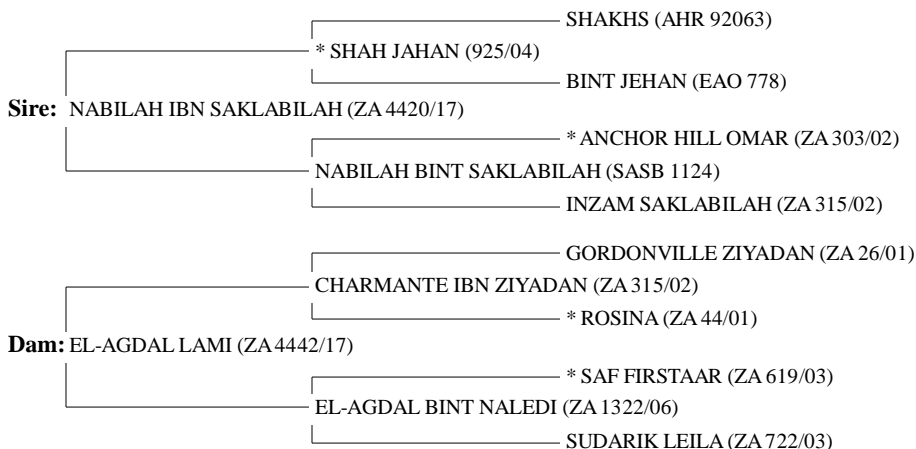 SHAKHS (AHR 92063)
* SHAH JAHAN (925/04)
BINT JEHAN (EAO 778)
Sire: NABILAH IBN SAKLABILAH (ZA 4420/17)
* ANCHOR HILL OMAR (ZA 303/02)
NABILAH BINT SAKLABILAH (SASB 1124)
INZAM SAKLABILAH (ZA 315/02)
GORDONVILLE ZIYADAN (ZA 26/01)
CHARMANTE IBN ZIYADAN (ZA 315/02)
* ROSINA (ZA 44/01)
Dam: EL-AGDAL LAMI (ZA 4442/17)
* SAF FIRSTAAR (ZA 619/03)
EL-AGDAL BINT NALEDI (ZA 1322/06)
SUDARIK LEILA (ZA 722/03)